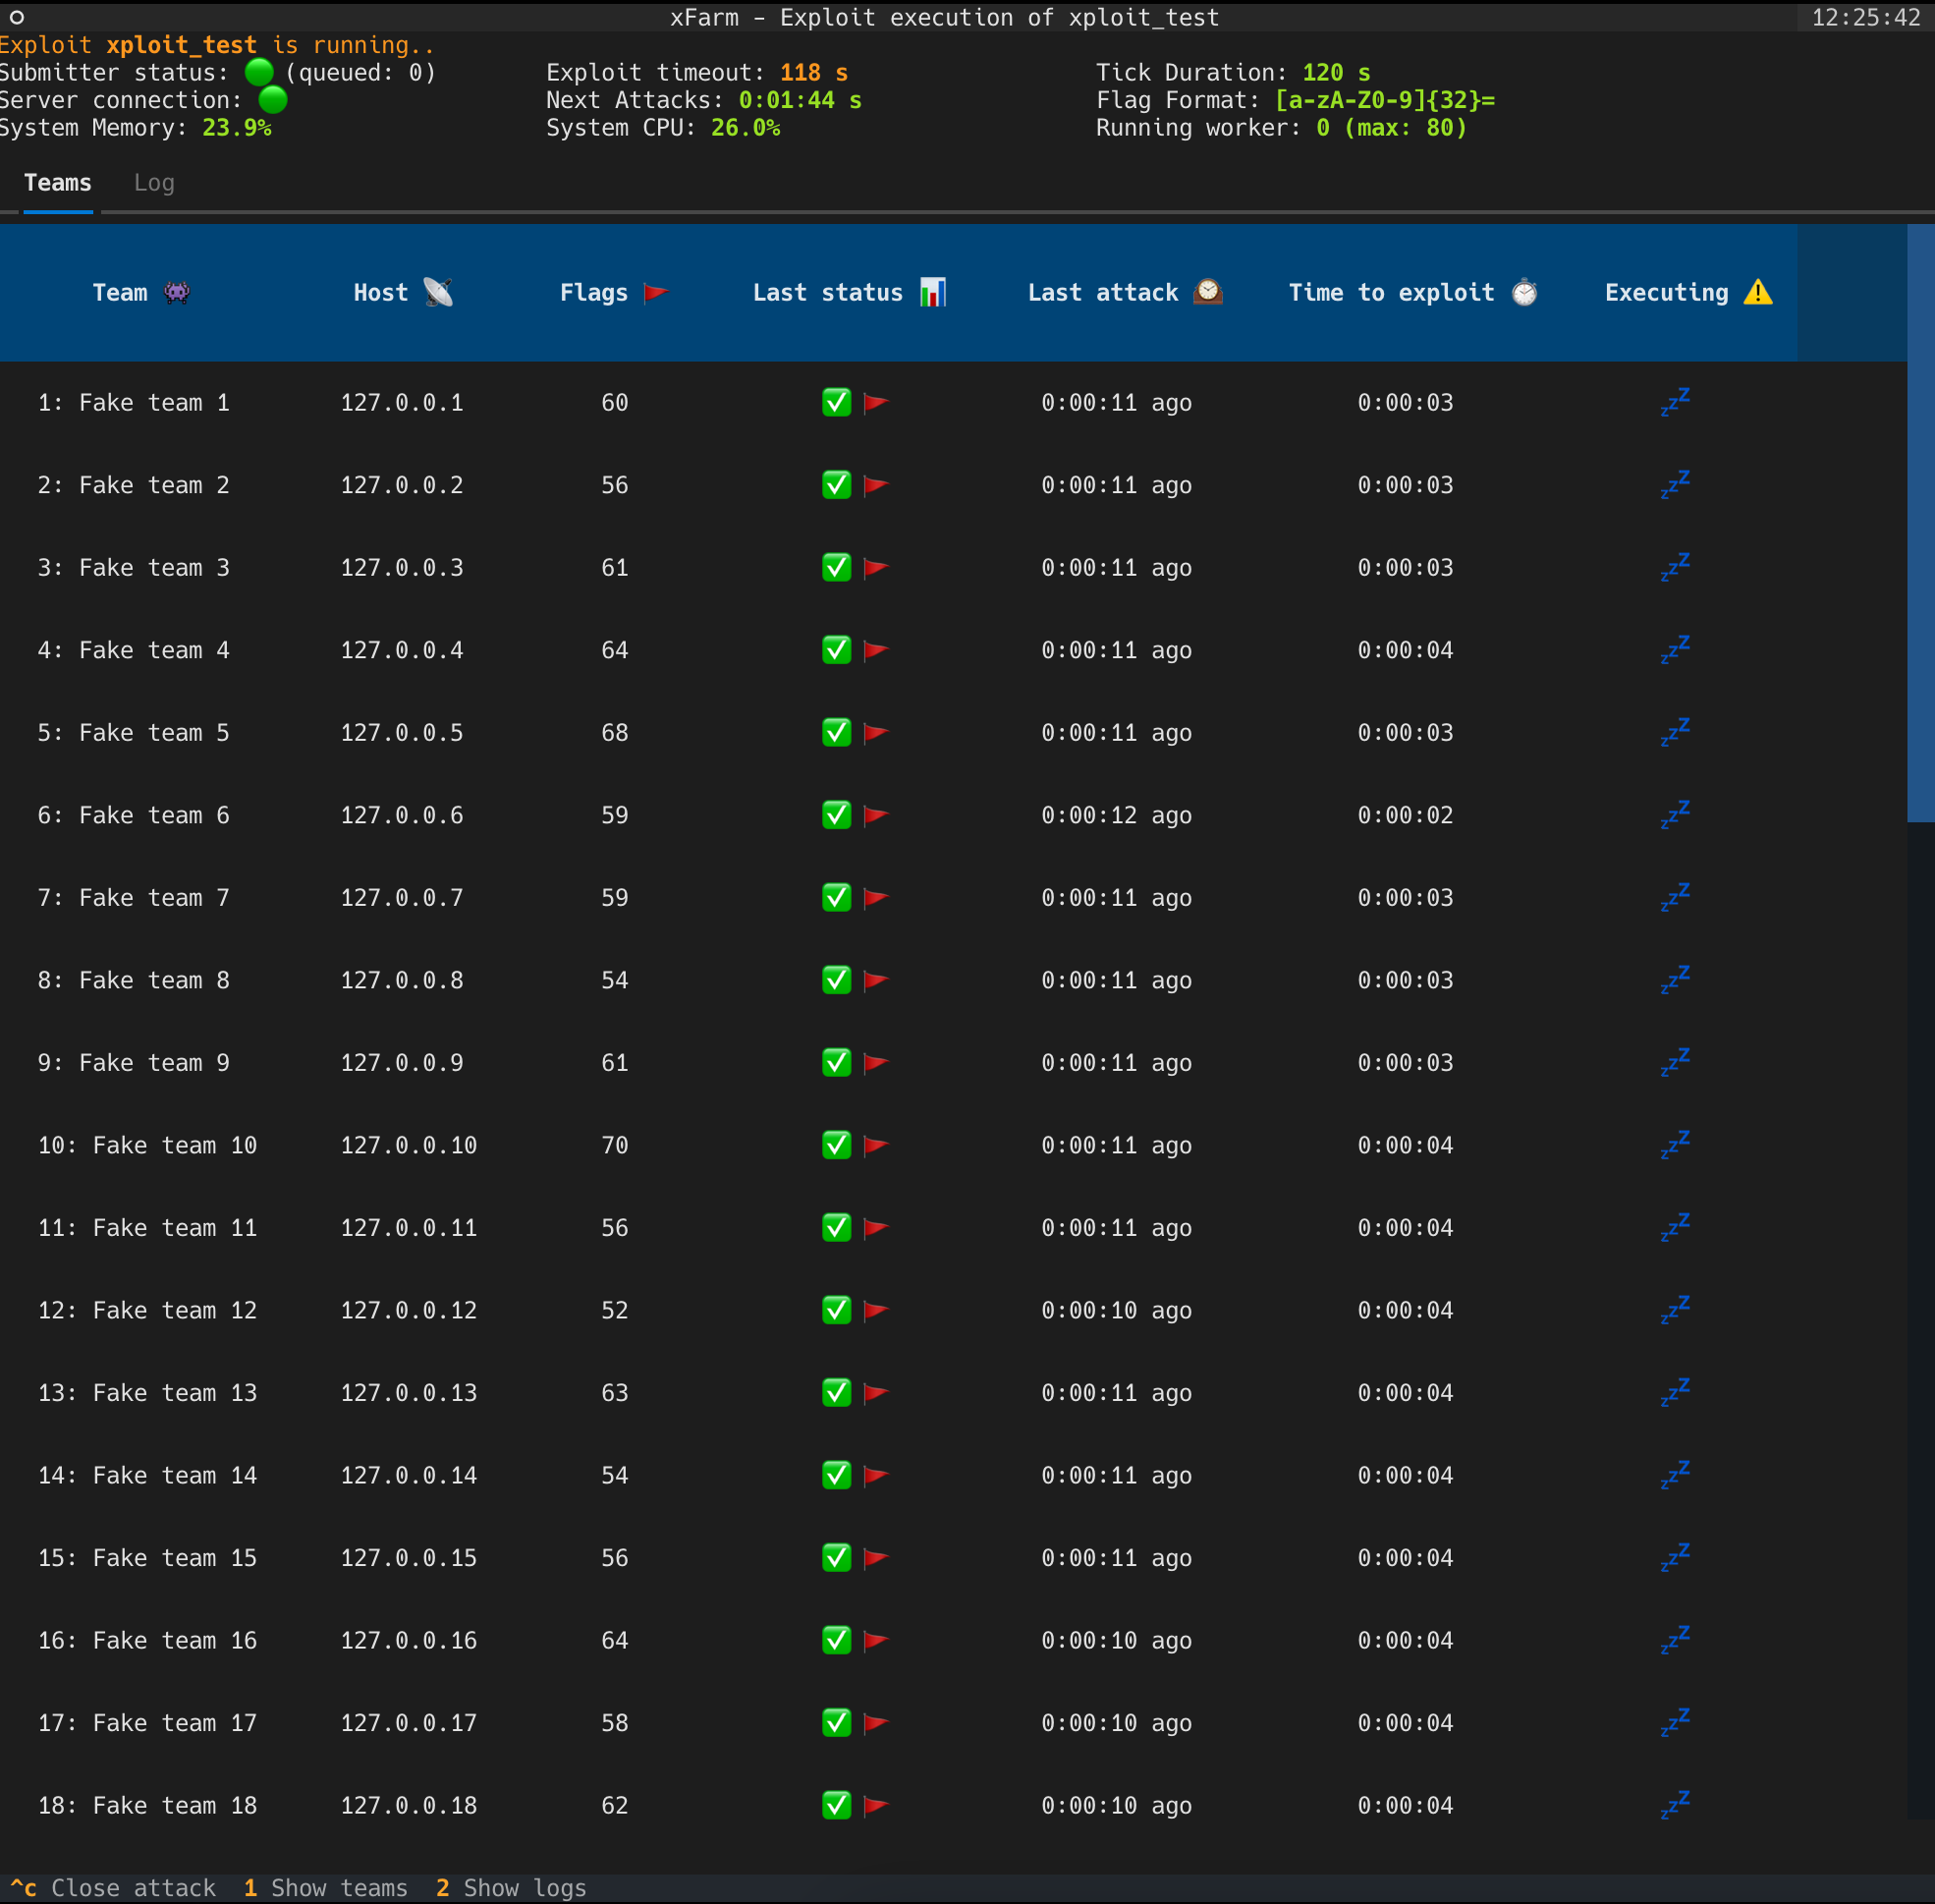 xFarm - Exploit execution of xploit_test 12:25:42
Exploit xploit_test is running..
Submitter status: 🟢 (queued: 0) Exploit timeout: 118 s Tick Duration: 120 s
Server connection: 🟢 Next Attacks: 0:01:44 s Flag Format: [a-zA-Z0-9]{32}=
System Memory: 23.9% System CPU: 26.0% Running worker: 0 (max: 80)
Teams Log
Team 👾 Host 📡 Flags 🚩 Last status 📊 Last attack 🕰️ Time to exploit ⏱️ Executing ⚠️
1: Fake team 1 127.0.0.1 60 ✅🚩 0:00:11 ago 0:00:03 💤
2: Fake team 2 127.0.0.2 56 ✅🚩 0:00:11 ago 0:00:03 💤
3: Fake team 3 127.0.0.3 61 ✅🚩 0:00:11 ago 0:00:03 💤
4: Fake team 4 127.0.0.4 64 ✅🚩 0:00:11 ago 0:00:04 💤
5: Fake team 5 127.0.0.5 68 ✅🚩 0:00:11 ago 0:00:03 💤
6: Fake team 6 127.0.0.6 59 ✅🚩 0:00:12 ago 0:00:02 💤
7: Fake team 7 127.0.0.7 59 ✅🚩 0:00:11 ago 0:00:03 💤
8: Fake team 8 127.0.0.8 54 ✅🚩 0:00:11 ago 0:00:03 💤
9: Fake team 9 127.0.0.9 61 ✅🚩 0:00:11 ago 0:00:03 💤
10: Fake team 10 127.0.0.10 70 ✅🚩 0:00:11 ago 0:00:04 💤
11: Fake team 11 127.0.0.11 56 ✅🚩 0:00:11 ago 0:00:04 💤
12: Fake team 12 127.0.0.12 52 ✅🚩 0:00:10 ago 0:00:04 💤
13: Fake team 13 127.0.0.13 63 ✅🚩 0:00:11 ago 0:00:04 💤
14: Fake team 14 127.0.0.14 54 ✅🚩 0:00:11 ago 0:00:04 💤
15: Fake team 15 127.0.0.15 56 ✅🚩 0:00:11 ago 0:00:04 💤
16: Fake team 16 127.0.0.16 64 ✅🚩 0:00:10 ago 0:00:04 💤
17: Fake team 17 127.0.0.17 58 ✅🚩 0:00:10 ago 0:00:04 💤
18: Fake team 18 127.0.0.18 62 ✅🚩 0:00:10 ago 0:00:04 💤
^c Close attack 1 Show teams 2 Show logs